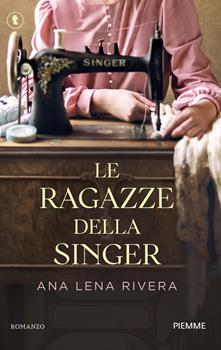 SINGER
LE
RAGAZZE
DELLA
SINGER
ANA LENA RIVERA
ROMANZO
PIEMME